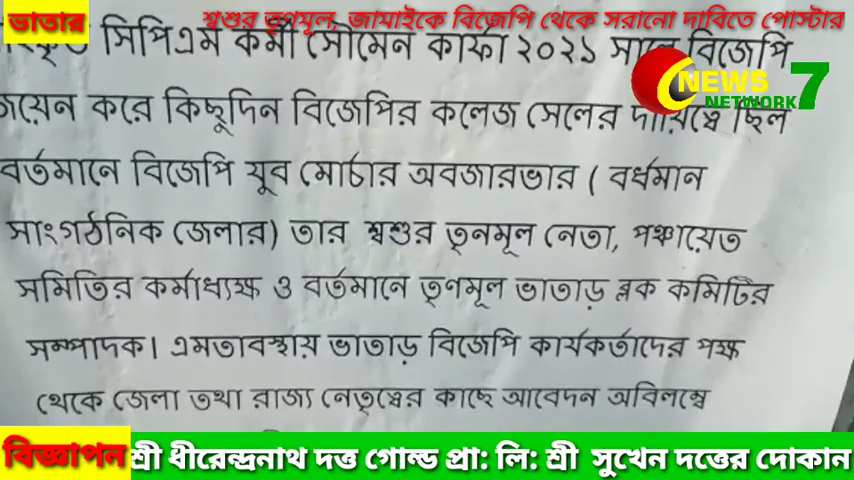 ভাতার
শ্বশুর তৃণমূল, জামাইকে বিজেপি থেকে সরানো দাবিতে পোস্টার
সিপিএম কর্মী সৌমেন কার্ফা ২০২১ সালে বিজেপি
জয়েন করে কিছুদিন বিজেপির কলেজ সেলের দায়িত্বে ছিল
NEWS
NETWORK 7
বর্তমানে বিজেপি যুব মোর্চার অবজারভার ( বর্ধমান
সাংগঠনিক জেলার) তার শ্বশুর তৃনমূল নেতা, পঞ্চায়েত
সমিতির কর্মাধ্যক্ষ ও বর্তমানে তৃণমূল ভাতাড় ব্লক কমিটির
সম্পাদক। এমতাবস্থায় ভাতাড় বিজেপি কার্যকর্তাদের পক্ষ
থেকে জেলা তথা রাজ্য নেতৃত্বের কাছে আবেদন অবিলম্বে
বিজ্ঞাপন
শ্রী ধীরেন্দ্রনাথ দত্ত গোল্ড প্রা: লি: শ্রী সুখেন দত্তের দোকান